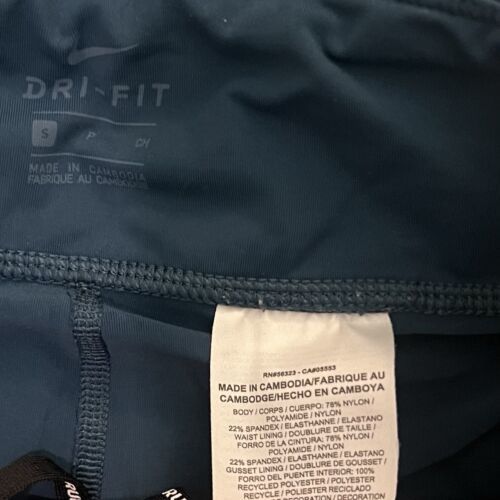 DRI-FIT
S P CH
MADE IN CAMBODIA
FABRIQUE AU CAMBODGE
RN#56323 - CA#05553
MADE IN CAMBODIA/FABRIQUE AU
CAMBODGE/HECHO EN CAMBOYA
BODY / CORPS / CUERPO: 78% NYLON /
POLYAMIDE / NYLON
22% SPANDEX / ELASTHANNE / ELASTANO
WAIST LINING / DOUBLURE DE TAILLE /
FORRO DE LA CINTURA: 78% NYLON /
POLYAMIDE / NYLON
22% SPANDEX / ELASTHANNE / ELASTANO
GUSSET LINING / DOUBLURE DE GOUSSET /
FORRO DEL PUENTE INTERIOR: 100%
RECYCLED POLYESTER / POLYESTER
RECYCLÉ / POLIÉSTER RECICLADO
RU